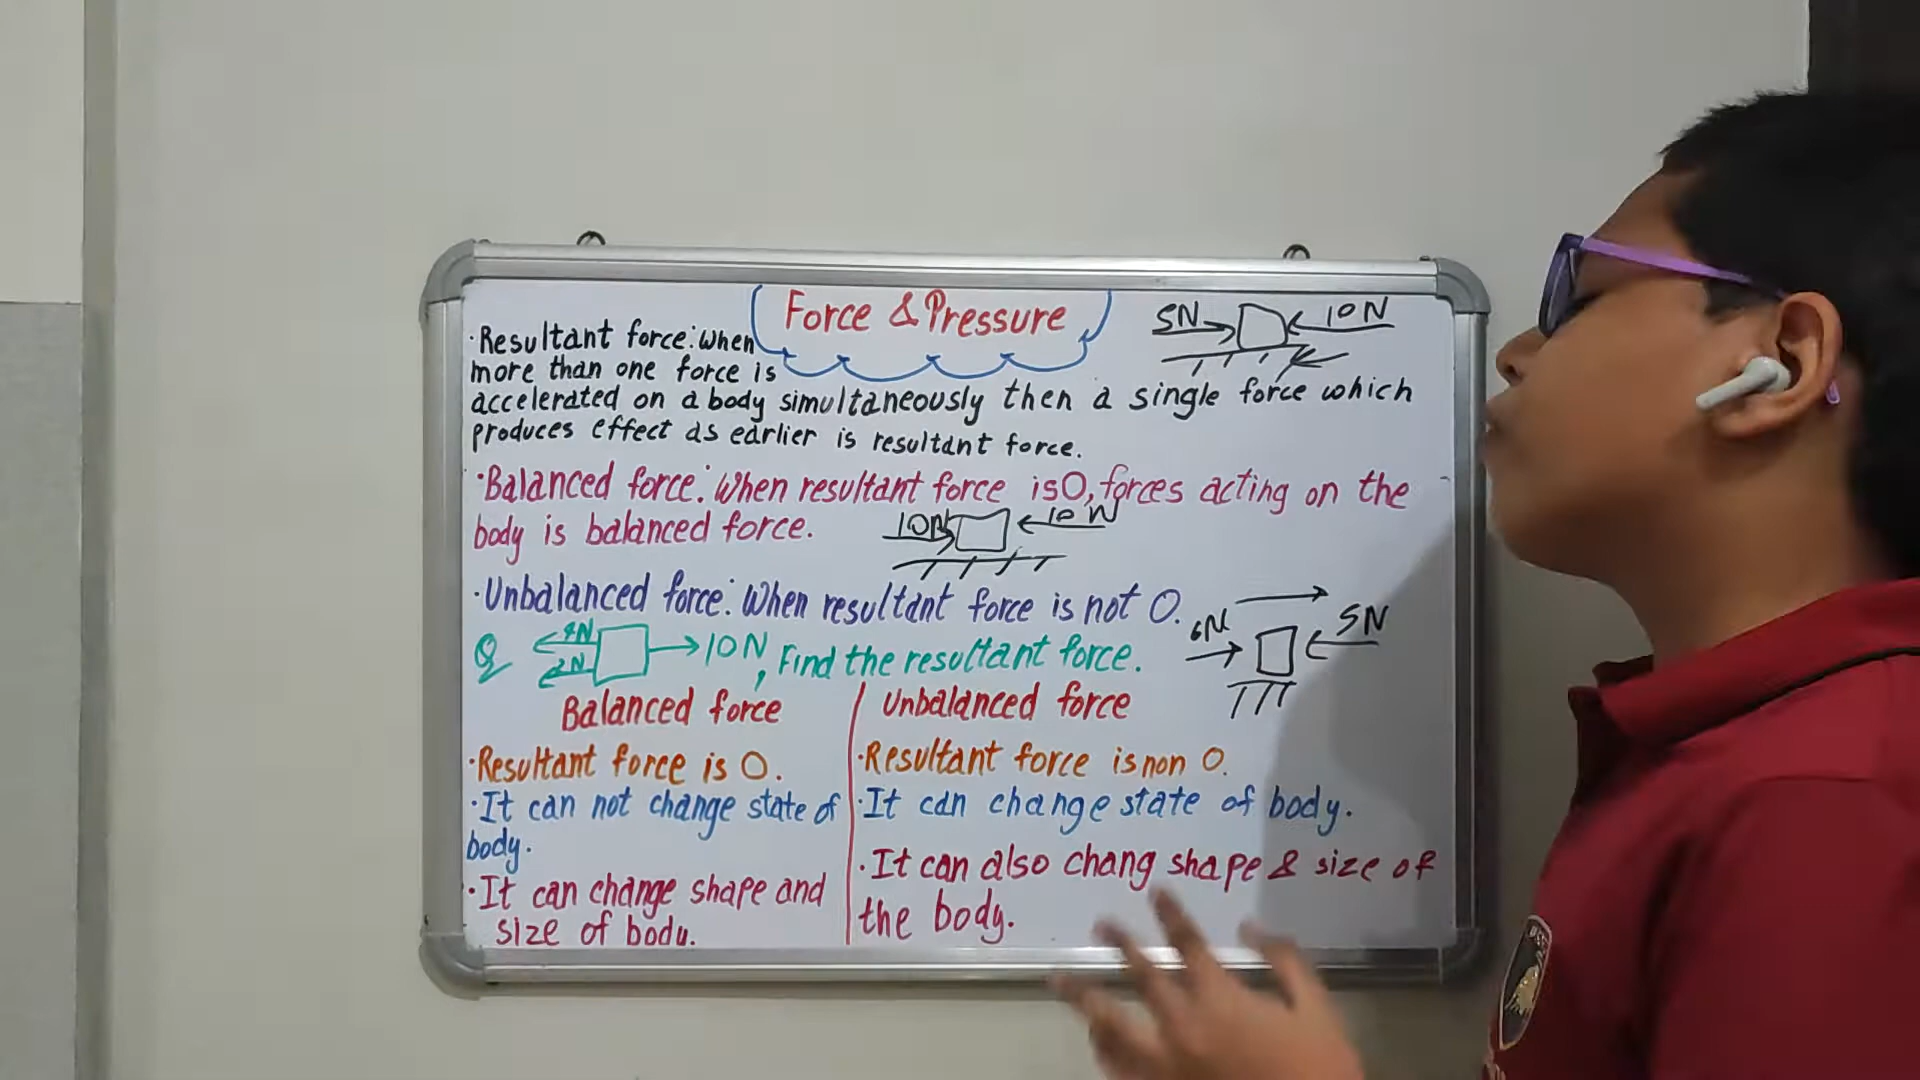 Force & Pressure
5N
10N
·Resultant force: When
more than one force is
accelerated on a body simultaneously then a single force which
produces effect as earlier is resultant force.
·Balanced force: When resultant force is 0, forces acting on the
body is balanced force.
10N
10 N
·Unbalanced force: When resultant force is not 0.
6N
5N
Q
2N
10N, Find the resultant force.
Balanced force
Unbalanced force
·Resultant force is 0.
·It can not change state of
body.
·It can change shape and
size of body.
·Resultant force is non 0.
·It can change state of body.
·It can also chang shape & size of
the body.